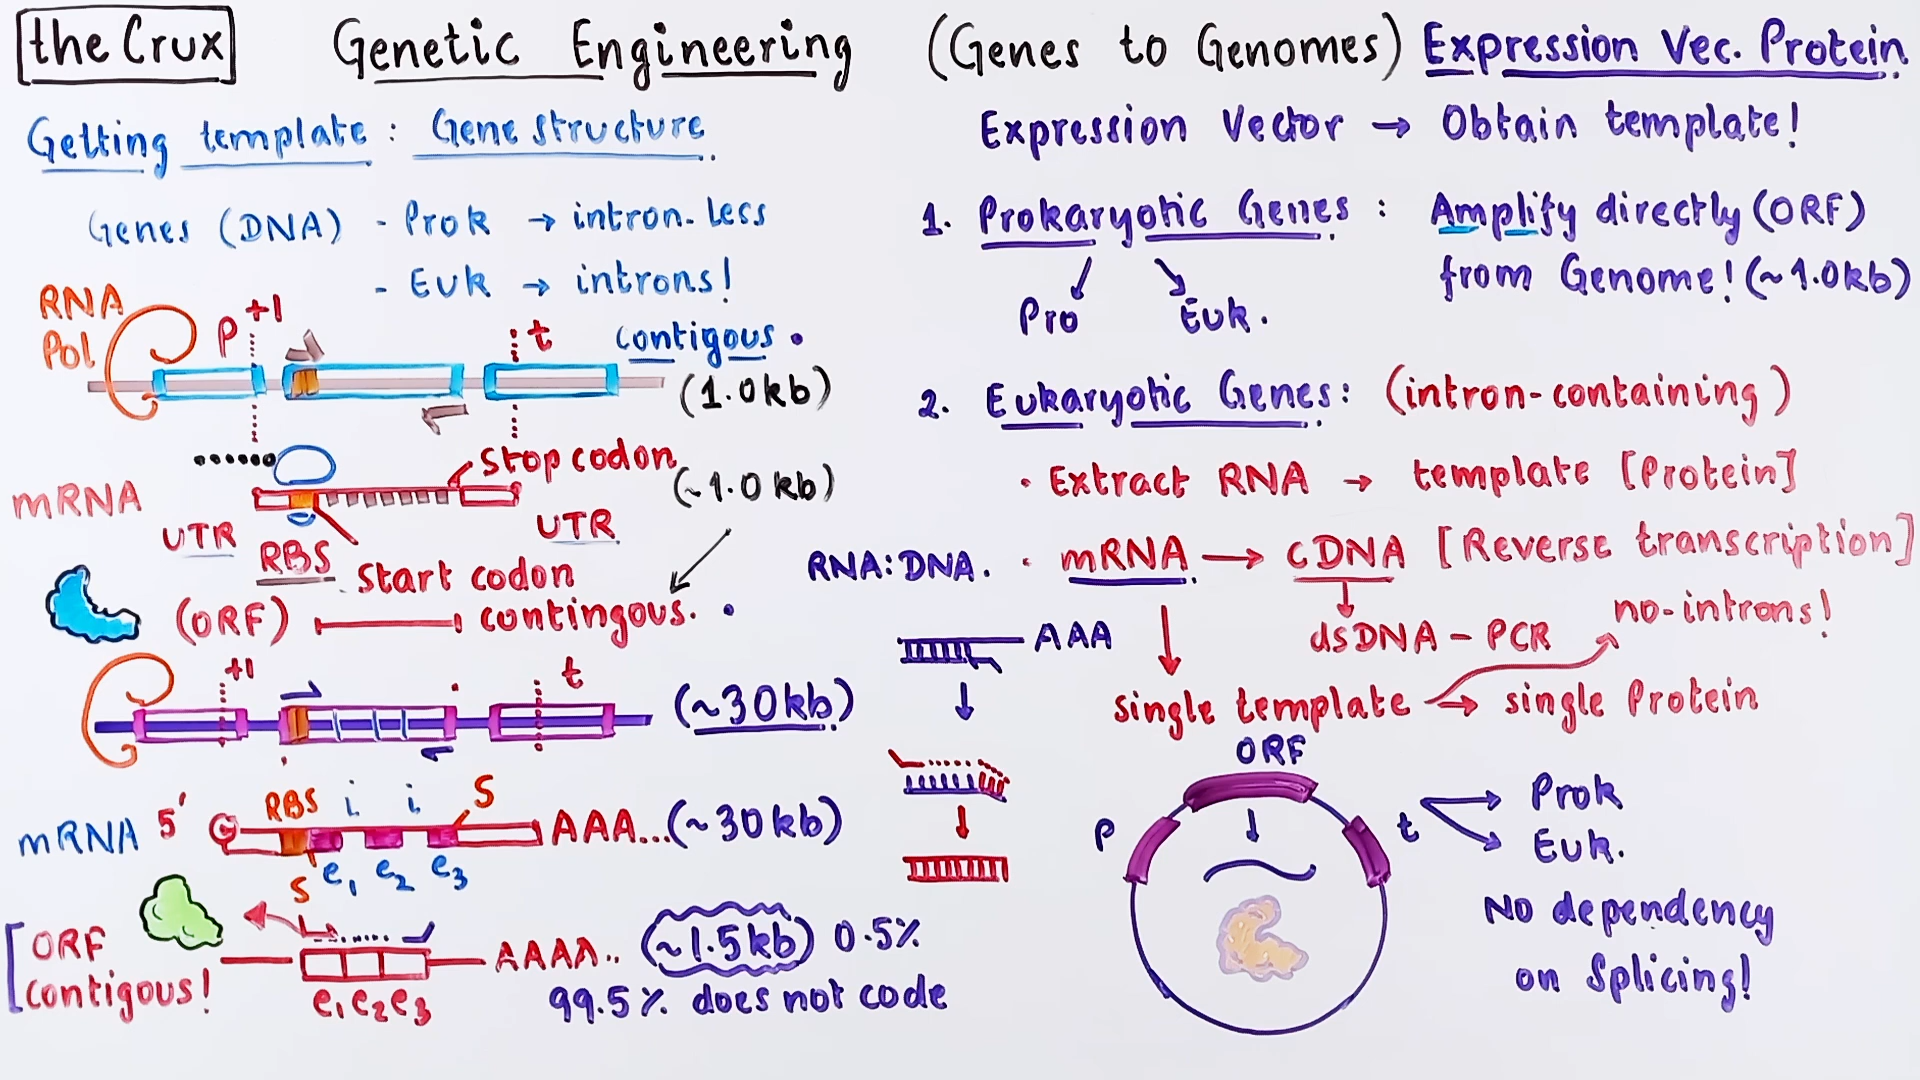 the Crux
Genetic Engineering (Genes to Genomes) Expression Vec. Protein
Getting template : Gene structure
Genes (DNA) - Prok → intron-less
- Euk → introns!
RNA Pol
P +1
t
contigous .
(1.0kb)
mRNA
Stop codon
(~1.0 kb)
UTR
RBS
UTR
Start codon
(ORF)
contingous.
+1
t
(~30kb)
mRNA 5'
C
RBS i i S
AAA...(~30kb)
S e1 e2 e3
ORF
contigous!
AAAA..
(~1.5kb) 0.5%
e1e2e3
99.5% does not code
Expression Vector → Obtain template!
1. Prokaryotic Genes : Amplify directly (ORF)
from Genome! (~1.0kb)
Pro
Euk.
2. Eukaryotic Genes: (intron-containing)
· Extract RNA → template [Protein]
RNA:DNA. · mRNA → cDNA [Reverse transcription]
AAA
dsDNA - PCR
no-introns!
single template → single Protein
ORF
P
t
Prok
Euk.
No dependency
on Splicing!